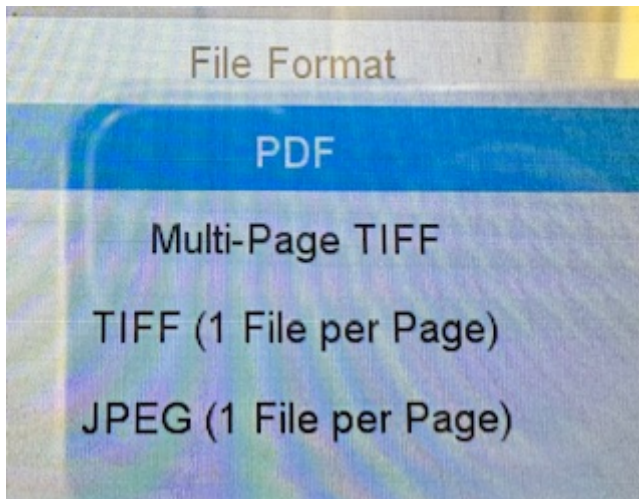 File Format
PDF
Multi-Page TIFF
TIFF (1 File per Page)
JPEG (1 File per Page)